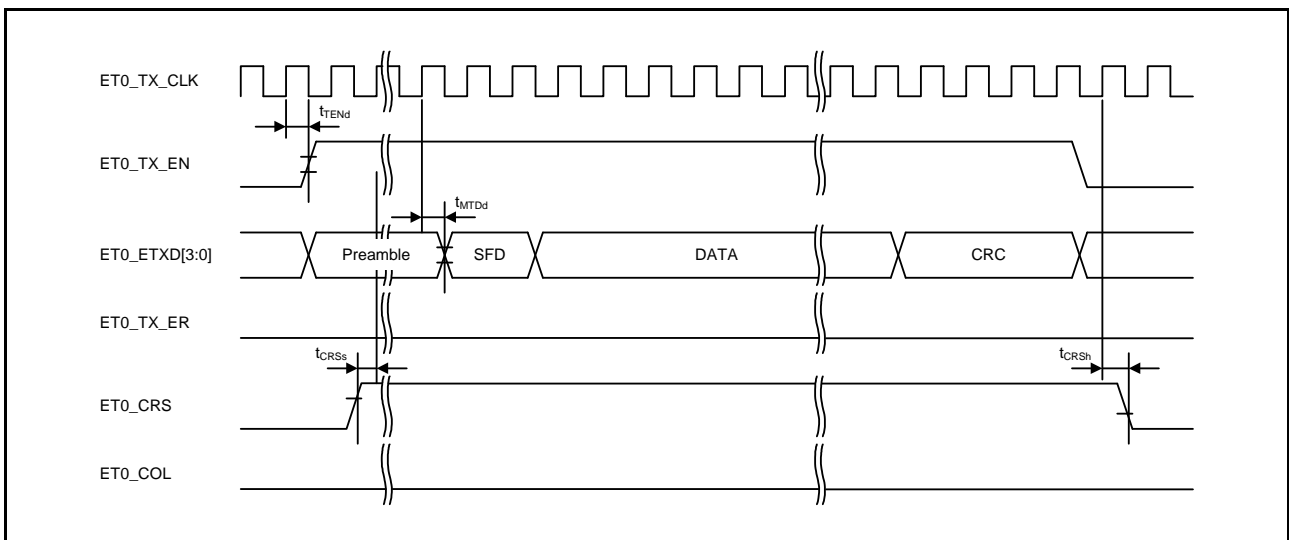 ET0_TX_CLK
tTENd
ET0_TX_EN
tMTDd
ET0_ETXD[3:0] Preamble SFD DATA CRC
ET0_TX_ER
tCRSs tCRSh
ET0_CRS
ET0_COL